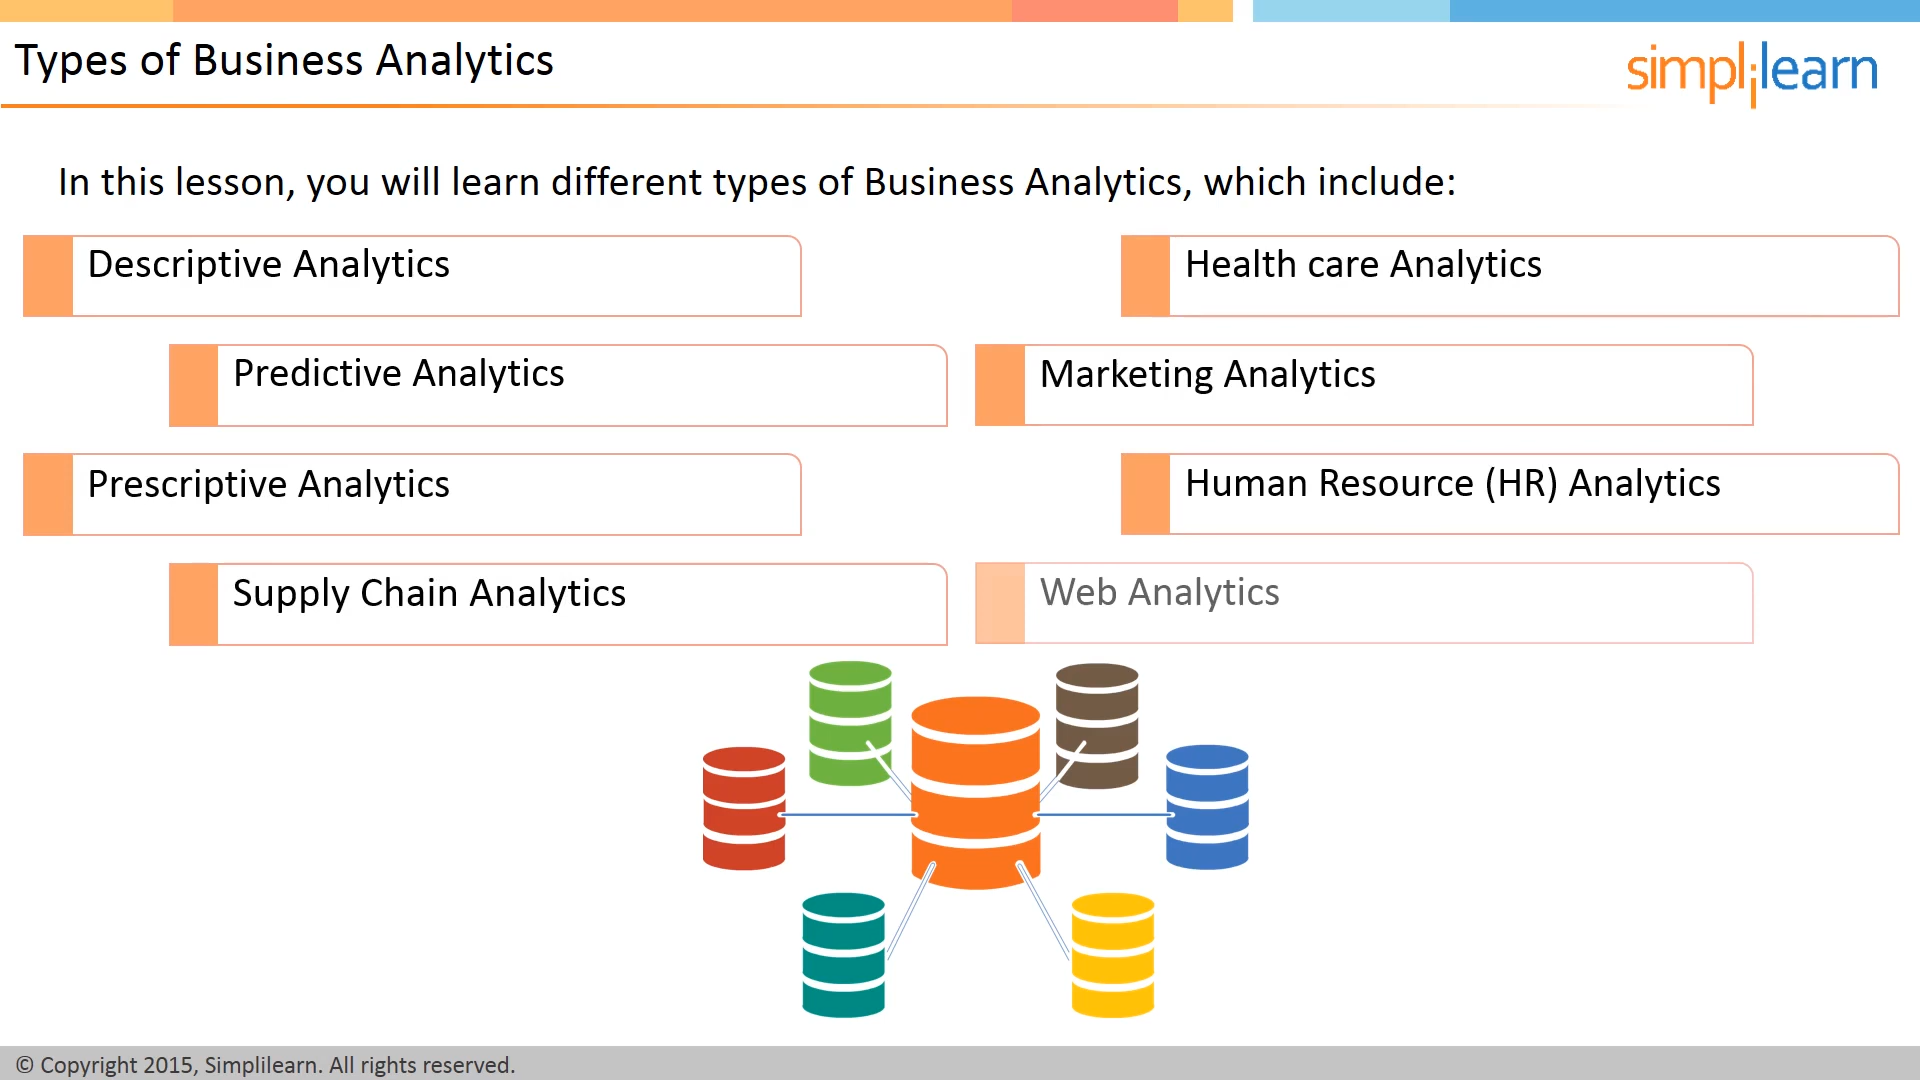 Types of Business Analytics
simplilearn
In this lesson, you will learn different types of Business Analytics, which include:
Descriptive Analytics
Predictive Analytics
Prescriptive Analytics
Supply Chain Analytics
Health care Analytics
Marketing Analytics
Human Resource (HR) Analytics
Web Analytics
© Copyright 2015, Simplilearn. All rights reserved.